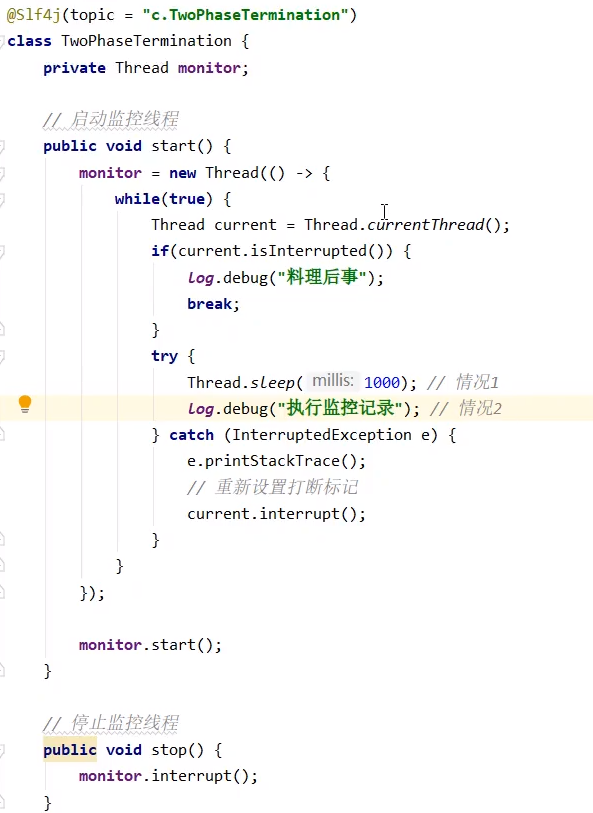 @Slf4j(topic = "c.TwoPhaseTermination")
class TwoPhaseTermination {
    private Thread monitor;

    // 启动监控线程
    public void start() {
        monitor = new Thread(() -> {
            while(true) {
                Thread current = Thread.currentThread();
                if(current.isInterrupted()) {
                    log.debug("料理后事");
                    break;
                }
                try {
                    Thread.sleep( millis: 1000); // 情况1
                    log.debug("执行监控记录"); // 情况2
                } catch (InterruptedException e) {
                    e.printStackTrace();
                    // 重新设置打断标记
                    current.interrupt();
                }
            }
        });

        monitor.start();
    }

    // 停止监控线程
    public void stop() {
        monitor.interrupt();
    }